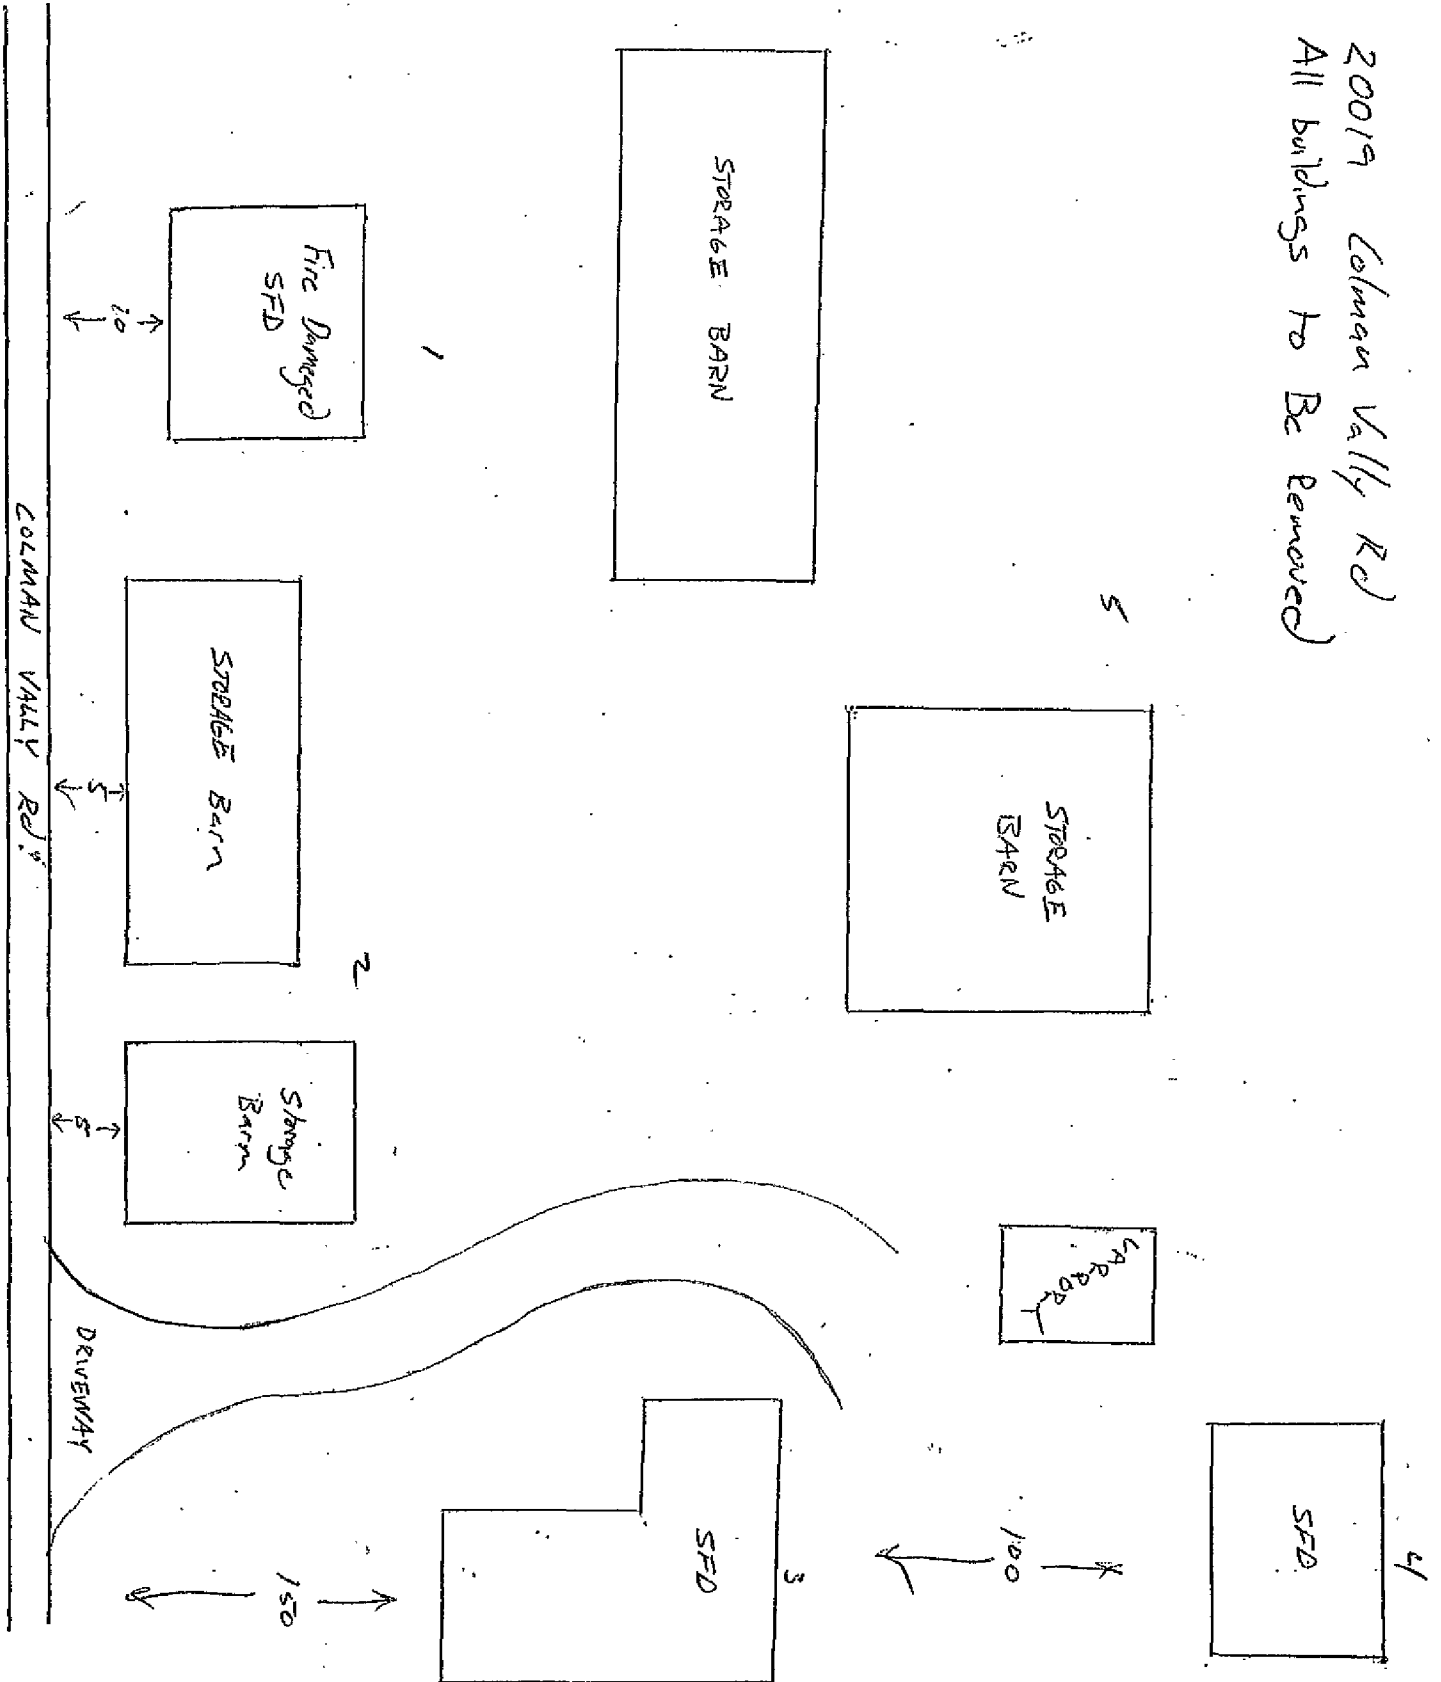 20019 Colman Vally Rd
All buildings to Be Removed
4
SFD
100
3
SFD
150
CARPORT
5
STORAGE
BARN
STORAGE BARN
1
Fire Damaged
SFD
10
2
STORAGE Barn
5
Storage
Barn
8
DRIVEWAY
COLMAN VALLY Rd.